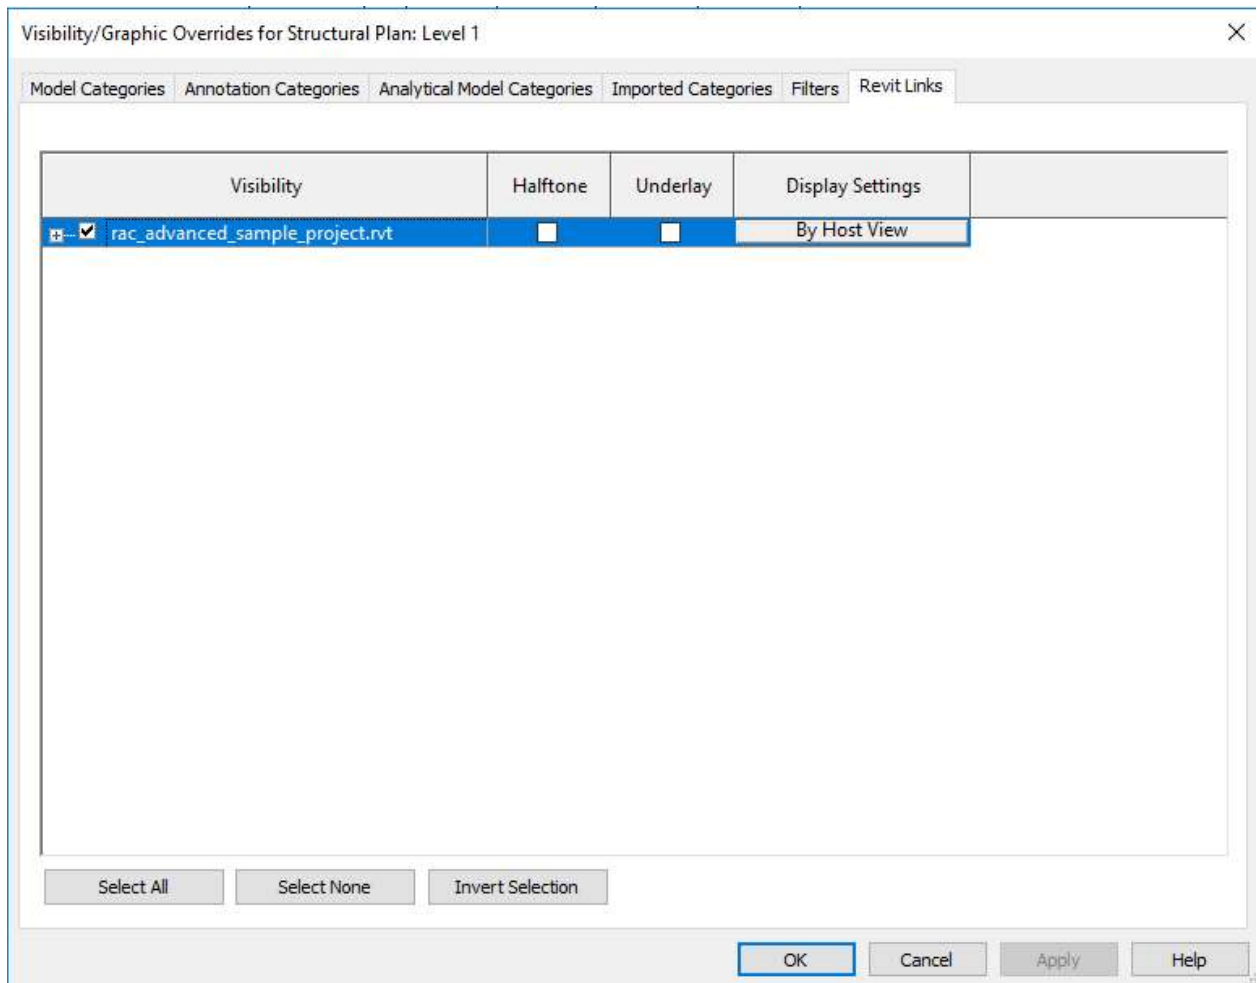 Visibility/Graphic Overrides for Structural Plan: Level 1
Model Categories Annotation Categories Analytical Model Categories Imported Categories Filters Revit Links
Visibility Halftone Underlay Display Settings
rac_advanced_sample_project.rvt By Host View
Select All Select None Invert Selection
OK Cancel Apply Help